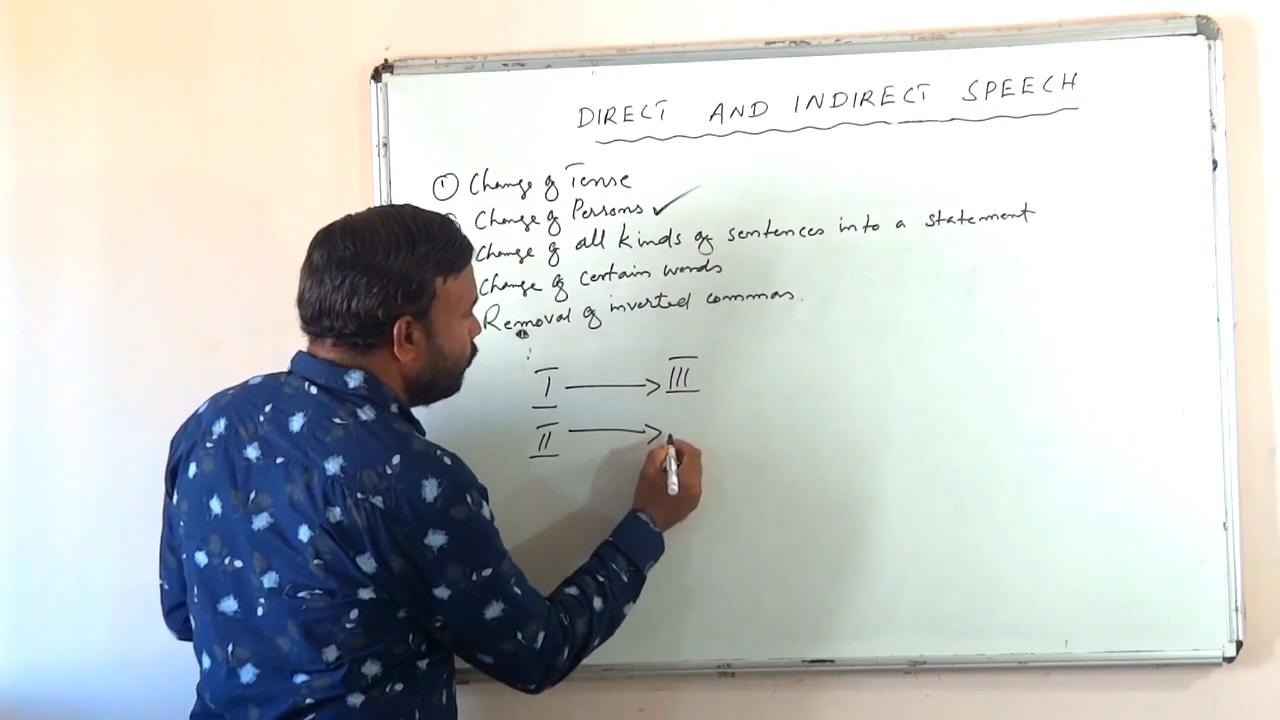 DIRECT AND INDIRECT SPEECH
① Change of Tense
Change of Persons ✓
Change of all kinds of sentences into a statement
Change of certain words
Removal of inverted commas.
I → III
II →